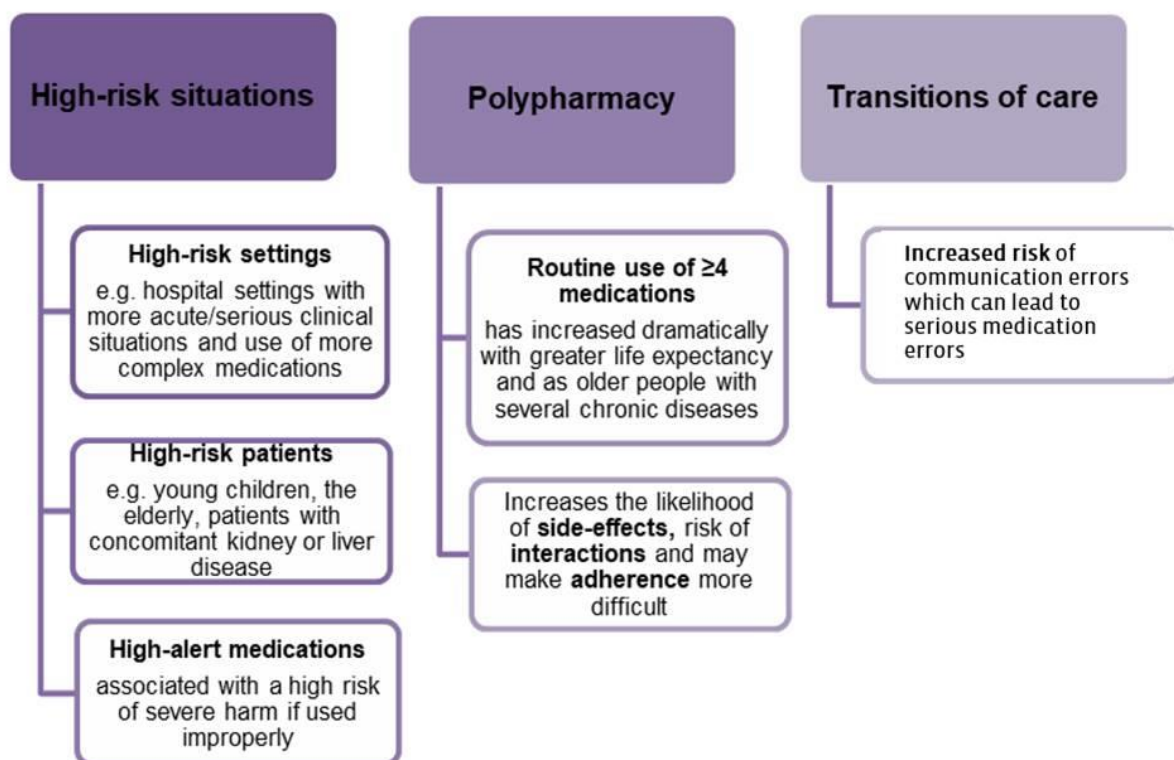 High-risk situations
High-risk settings
e.g. hospital settings with
more acute/serious clinical
situations and use of more
complex medications
High-risk patients
e.g. young children, the
elderly, patients with
concomitant kidney or liver
disease
High-alert medications
associated with a high risk
of severe harm if used
improperly
Polypharmacy
Routine use of ≥4
medications
has increased dramatically
with greater life expectancy
and as older people with
several chronic diseases
Increases the likelihood
of side-effects, risk of
interactions and may
make adherence more
difficult
Transitions of care
Increased risk of
communication errors
which can lead to
serious medication
errors